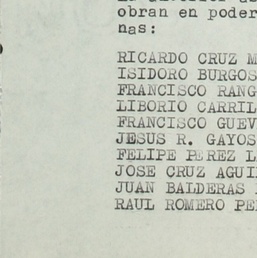 obran en poder
nas:
RICARDO CRUZ M
ISIDORO BURGOS
FRANCISCO RANG
LIBORIO CARRIL
FRANCISCO GUEV
JESUS R. GAYOS
FELIPE PEREZ L
JOSE CRUZ AGUI
JUAN BALDERAS
RAUL ROMERO PE